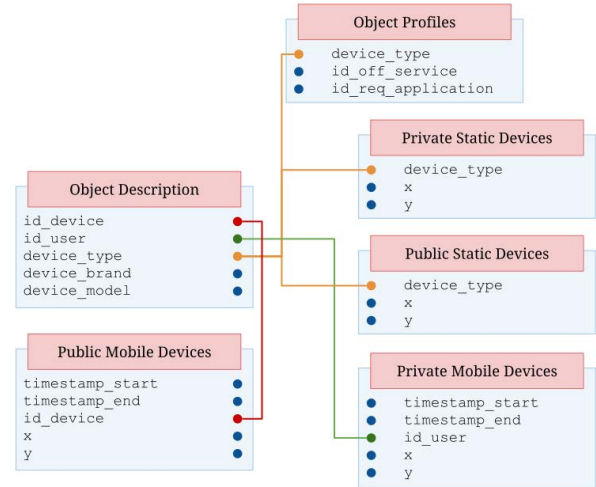 Object Profiles
device_type
id_off_service
id_req_application
Private Static Devices
device_type
x
y
Object Description
id_device
id_user
device_type
device_brand
device_model
Public Static Devices
device_type
x
y
Public Mobile Devices
timestamp_start
timestamp_end
id_device
x
y
Private Mobile Devices
timestamp_start
timestamp_end
id_user
x
y